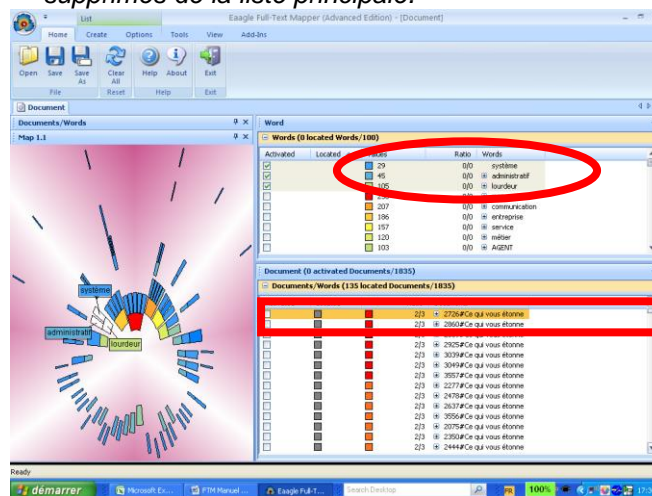 supprimés de la liste principale.
List
Eaagle Full-Text Mapper (Advanced Edition) - [Document]
Home Create Options Tools View Add-Ins
Open Save Save As Clear All Help About Exit
File Reset Help Exit
Document
Documents/Words
Map 1.1
système
administratif
lourdeur
Word
Words (0 located Words/100)
Activated Located Ratio Words
29 0/0 système
45 0/0 administratif
105 0/0 lourdeur
0/0
207 0/0 communication
186 0/0 entreprise
157 0/0 service
120 0/0 métier
103 0/0 AGENT
Document (0 activated Documents/1835)
Documents/Words (135 located Documents/1835)
2/3 2726#Ce qui vous étonne
2/3 2860#Ce qui vous étonne
2/3 2925#Ce qui vous étonne
2/3 3039#Ce qui vous étonne
2/3 3049#Ce qui vous étonne
2/3 3557#Ce qui vous étonne
2/3 2277#Ce qui vous étonne
2/3 2478#Ce qui vous étonne
2/3 2637#Ce qui vous étonne
2/3 3556#Ce qui vous étonne
2/3 2075#Ce qui vous étonne
2/3 2350#Ce qui vous étonne
2/3 2444#Ce qui vous étonne
Ready
démarrer Microsoft Ex... FTM Manuel ... Eaagle Full-T... Search Desktop FR 100%